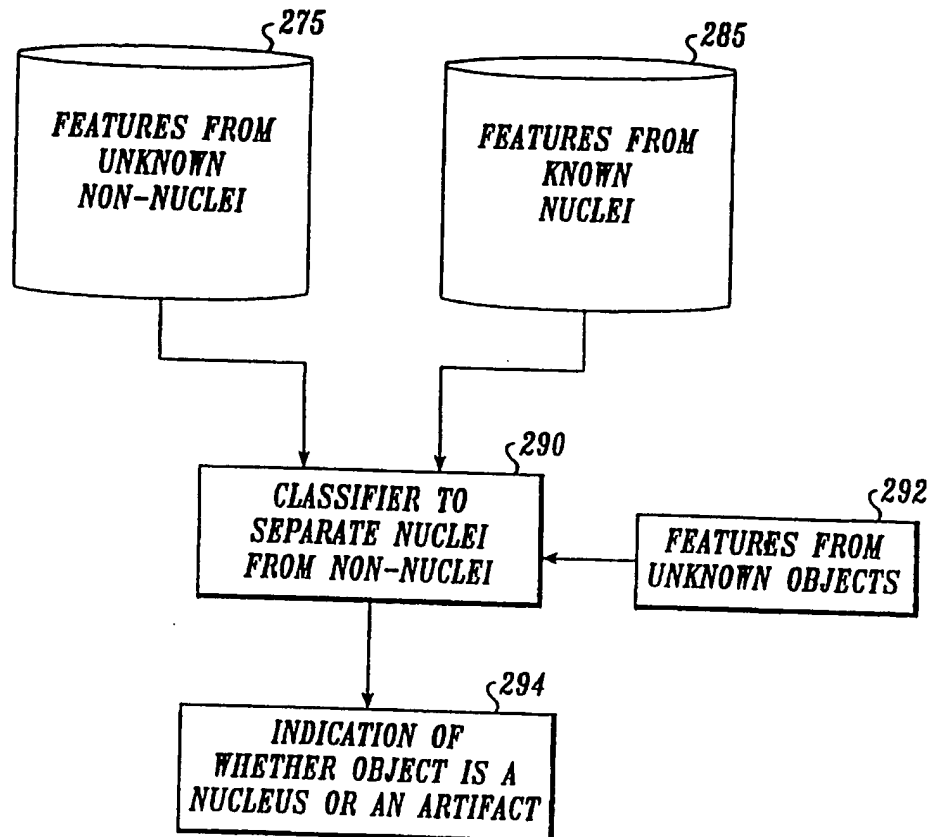 275
FEATURES FROM
UNKNOWN
NON-NUCLEI
285
FEATURES FROM
KNOWN
NUCLEI
290
CLASSIFIER TO
SEPARATE NUCLEI
FROM NON-NUCLEI
292
FEATURES FROM
UNKNOWN OBJECTS
294
INDICATION OF
WHETHER OBJECT IS A
NUCLEUS OR AN ARTIFACT